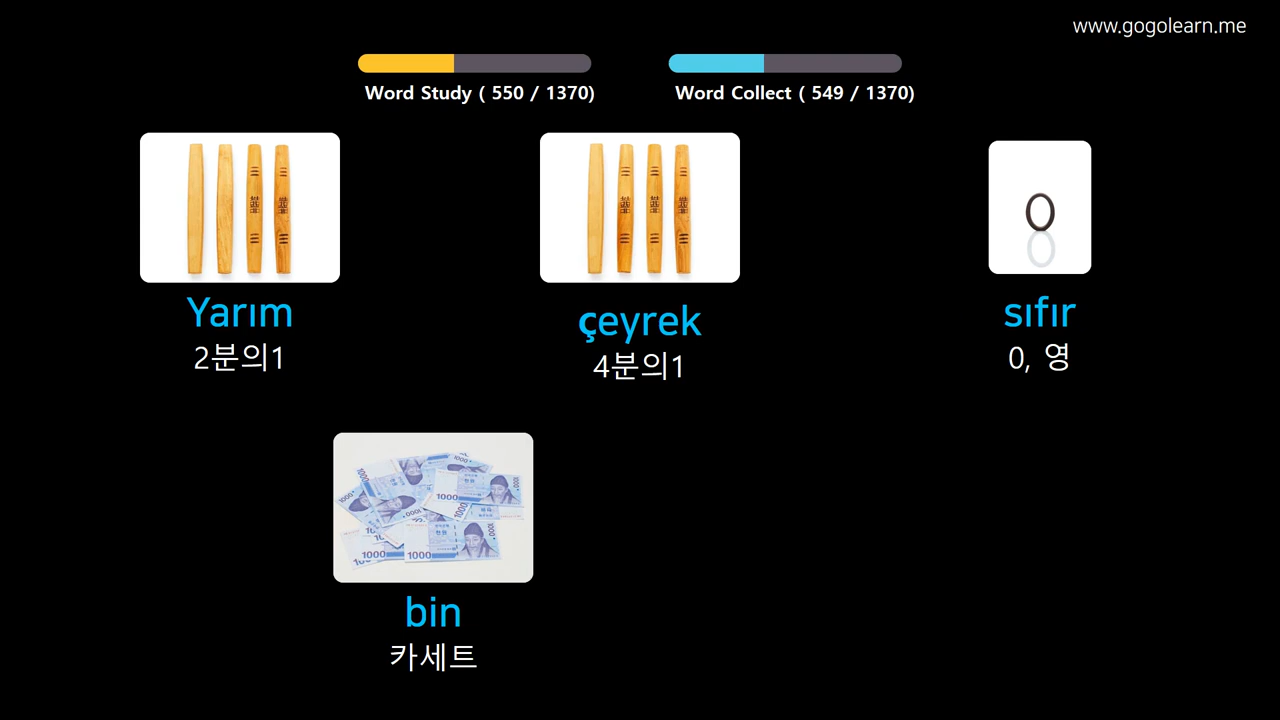 www.gogolearn.me
Word Study ( 550 / 1370)
Word Collect ( 549 / 1370)
Yarım
2분의1
çeyrek
4분의1
sıfır
0, 영
bin
카세트